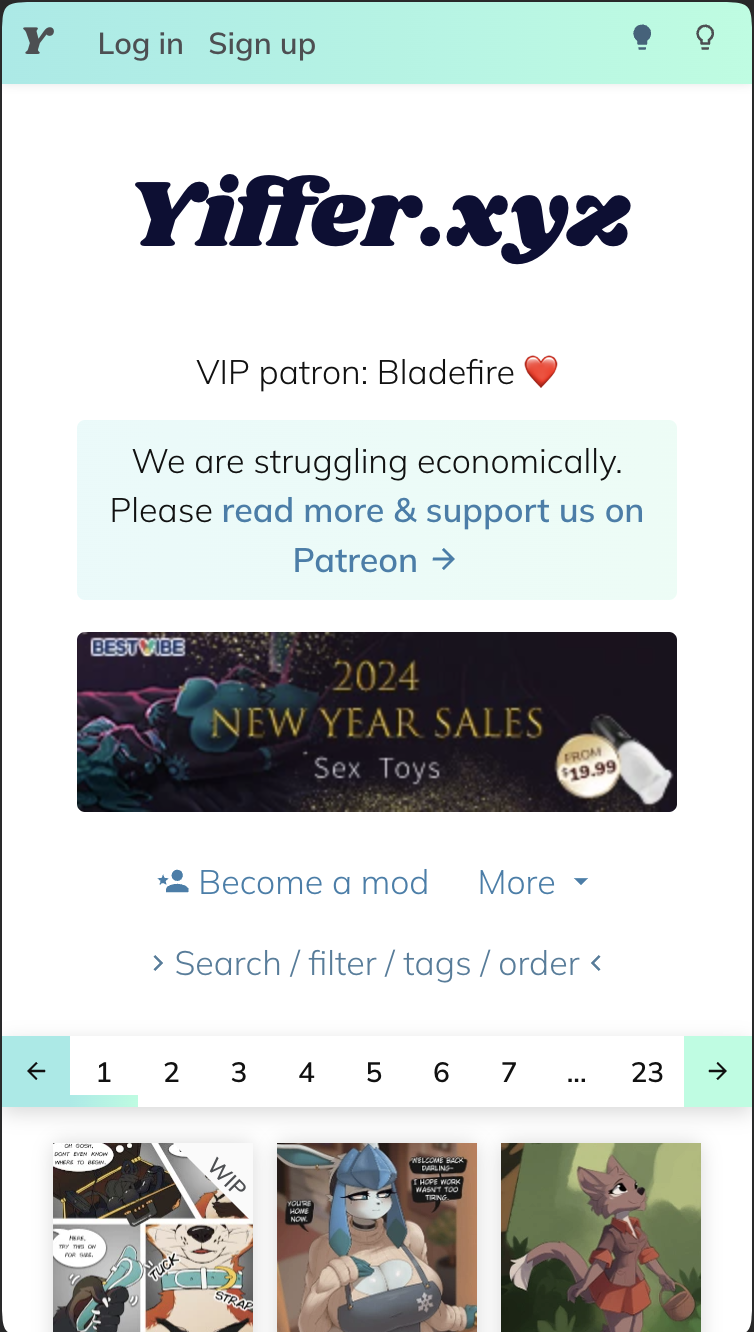 Y Log in Sign up
Yiffer.xyz
VIP patron: Bladefire ❤️
We are struggling economically.
Please read more & support us on
Patreon →
BESTVIBE
2024
NEW YEAR SALES
Sex Toys
FROM
$19.99
Become a mod More
› Search / filter / tags / order ‹
← 1 2 3 4 5 6 7 ... 23 →
OH GOSH,
DON'T EVEN KNOW
WHERE TO BEGIN.
WIP
HERE,
TRY THIS ON
FOR SIZE.
TUCK
STRAP
WELCOME BACK
DARLING~
I HOPE WORK
WASN'T TOO
TIRING.
YOU'RE
HOME
NOW.